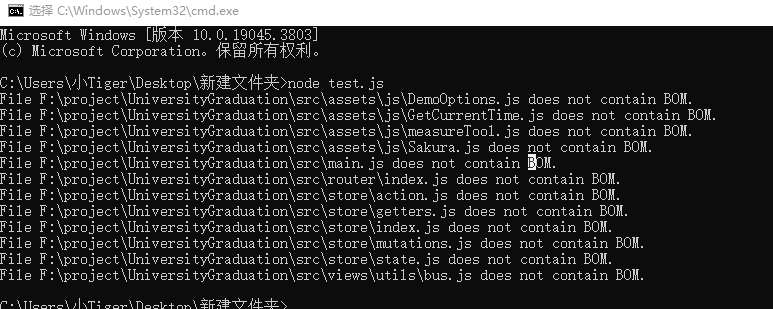 选择 C:\Windows\System32\cmd.exe
Microsoft Windows [版本 10.0.19045.3803]
(c) Microsoft Corporation。保留所有权利。
C:\Users\小Tiger\Desktop\新建文件夹>node test.js
File F:\project\UniversityGraduation\src\assets\js\DemoOptions.js does not contain BOM.
File F:\project\UniversityGraduation\src\assets\js\GetCurrentTime.js does not contain BOM.
File F:\project\UniversityGraduation\src\assets\js\measureTool.js does not contain BOM.
File F:\project\UniversityGraduation\src\assets\js\Sakura.js does not contain BOM.
File F:\project\UniversityGraduation\src\main.js does not contain BOM.
File F:\project\UniversityGraduation\src\router\index.js does not contain BOM.
File F:\project\UniversityGraduation\src\store\action.js does not contain BOM.
File F:\project\UniversityGraduation\src\store\getters.js does not contain BOM.
File F:\project\UniversityGraduation\src\store\index.js does not contain BOM.
File F:\project\UniversityGraduation\src\store\mutations.js does not contain BOM.
File F:\project\UniversityGraduation\src\store\state.js does not contain BOM.
File F:\project\UniversityGraduation\src\views\utils\bus.js does not contain BOM.
C:\Users\小Tiger\Desktop\新建文件夹>